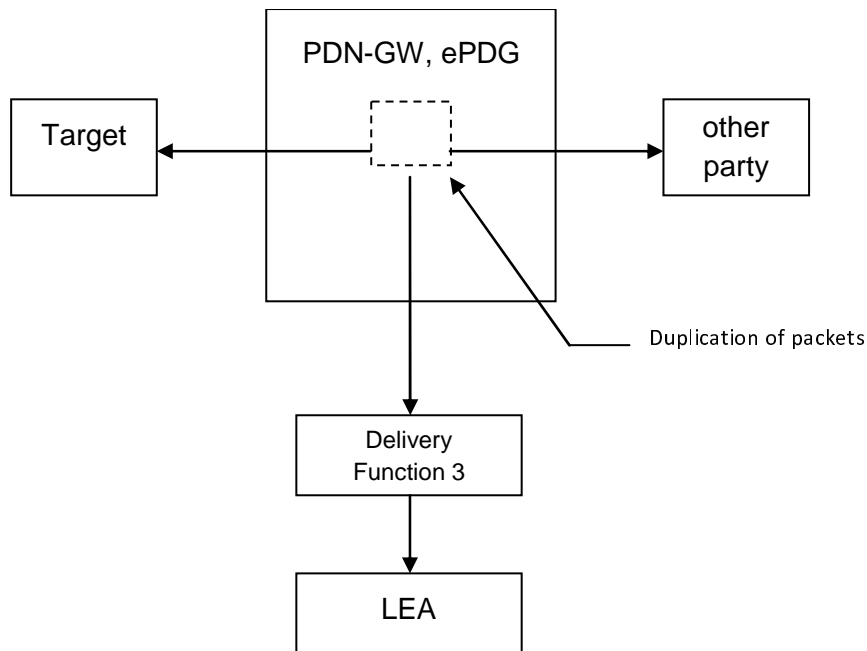 PDN-GW, ePDG
Target
other
party
Duplication of packets
Delivery
Function 3
LEA